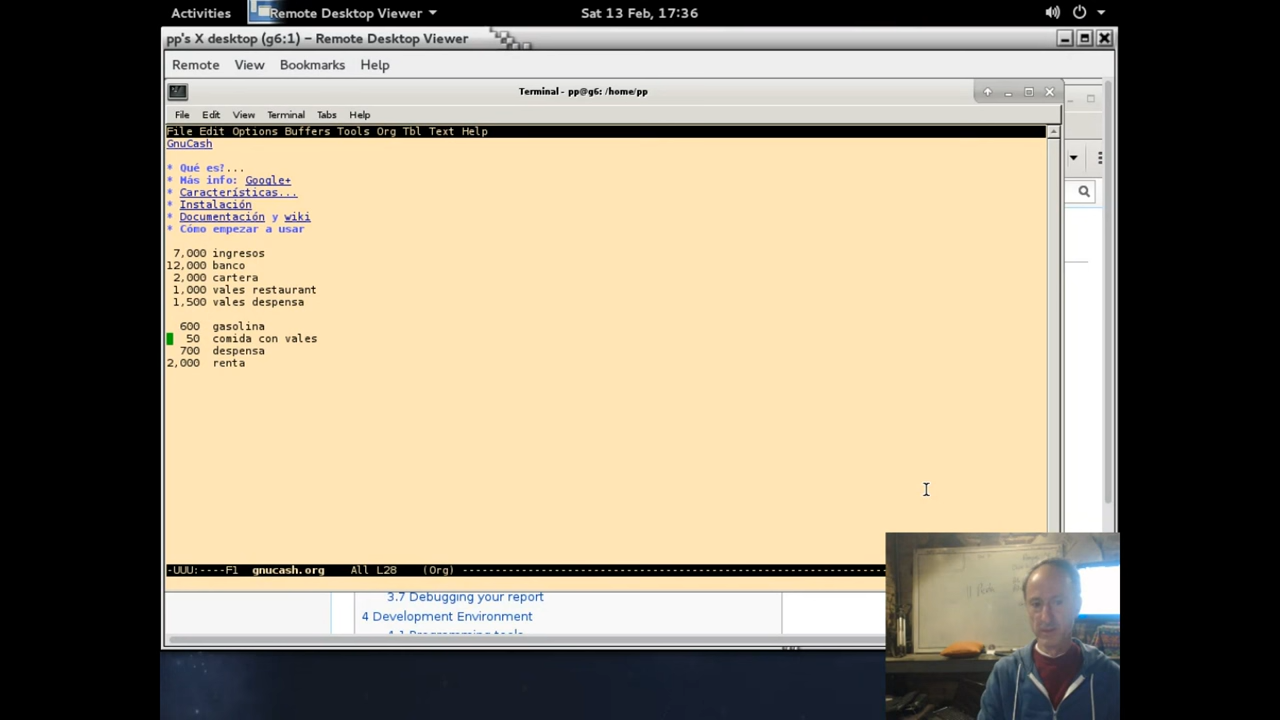 Activities Remote Desktop Viewer Sat 13 Feb, 17:36
pp's X desktop (g6:1) – Remote Desktop Viewer
Remote View Bookmarks Help
Terminal - pp@g6: /home/pp
File Edit View Terminal Tabs Help
File Edit Options Buffers Tools Org Tbl Text Help
GnuCash
* Qué es?...
* Más info: Google+
* Características...
* Instalación
* Documentación y wiki
* Cómo empezar a usar
7,000 ingresos
12,000 banco
2,000 cartera
1,000 vales restaurant
1,500 vales despensa
600 gasolina
50 comida con vales
700 despensa
2,000 renta
-UUU:----F1 gnucash.org All L28 (Org) ------------------------------------------------
3.7 Debugging your report
4 Development Environment
4.1 Programming tools